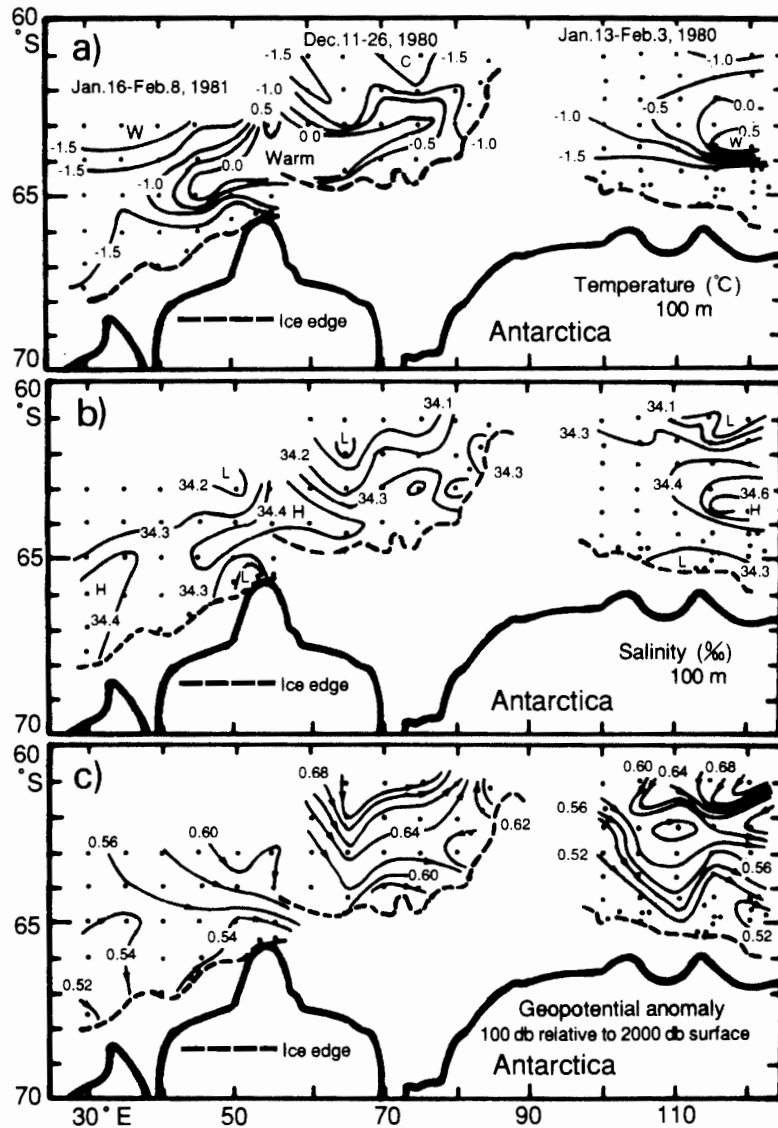 60
°S
65
70
a)
Jan.16-Feb.8, 1981
Dec.11-26, 1980
Jan.13-Feb.3, 1980
-1.5
-1.5
C
-1.0
-1.0
-0.5
0.5
0.0
0.0
W
-1.5
-1.5
Warm
-0.5
-1.0
-1.0
0.0
-1.0
0.5
W
-1.5
-1.5
Ice edge
Temperature (°C)
100 m
Antarctica
60
°S
65
70
b)
34.1
34.2
L
34.3
34.3
34.1
L
34.3
34.2
L
34.4
H
34.4
34.6
H
34.3
H
34.4
34.3
L
L
34.3
Ice edge
Salinity (‰)
100 m
Antarctica
60
°S
65
70
c)
0.68
0.64
0.62
0.60
0.60
0.64
0.68
0.56
0.60
0.56
0.52
0.56
0.54
0.54
0.52
0.52
Ice edge
Geopotential anomaly
100 db relative to 2000 db surface
Antarctica
30°E 50 70 90 110